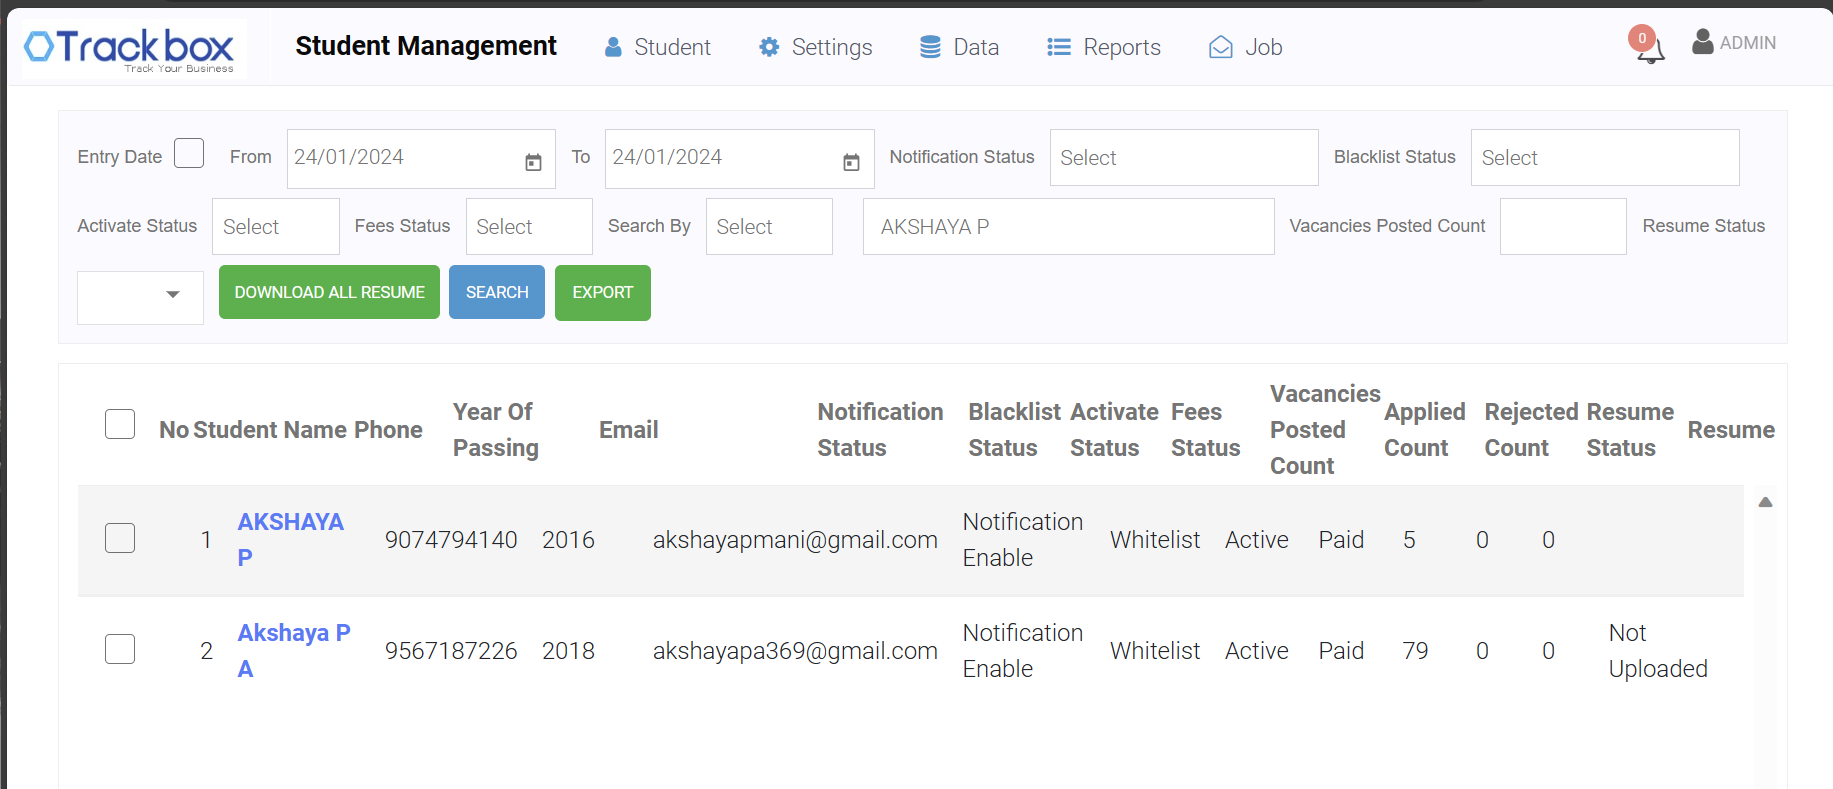 Trackbox
Track Your Business
Student Management Student Settings Data Reports Job 0 ADMIN
Entry Date From 24/01/2024 To 24/01/2024 Notification Status Select Blacklist Status Select
Activate Status Select Fees Status Select Search By Select AKSHAYA P Vacancies Posted Count Resume Status
DOWNLOAD ALL RESUME SEARCH EXPORT
No Student Name Phone Year Of Passing Email Notification Status Blacklist Status Activate Status Fees Status Vacancies Posted Count Applied Count Rejected Count Resume Status Resume
1 AKSHAYA P 9074794140 2016 akshayapmani@gmail.com Notification Enable Whitelist Active Paid 5 0 0
2 Akshaya P A 9567187226 2018 akshayapa369@gmail.com Notification Enable Whitelist Active Paid 79 0 0 Not Uploaded